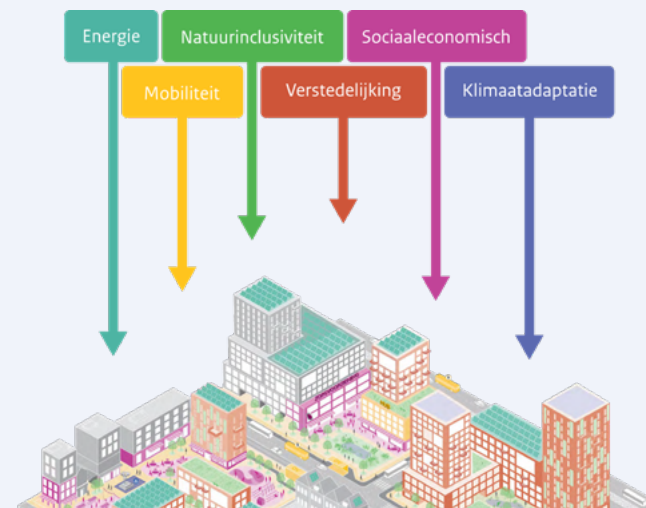 Energie
Natuurinclusiviteit
Sociaaleconomisch
Mobiliteit
Verstedelijking
Klimaatadaptatie